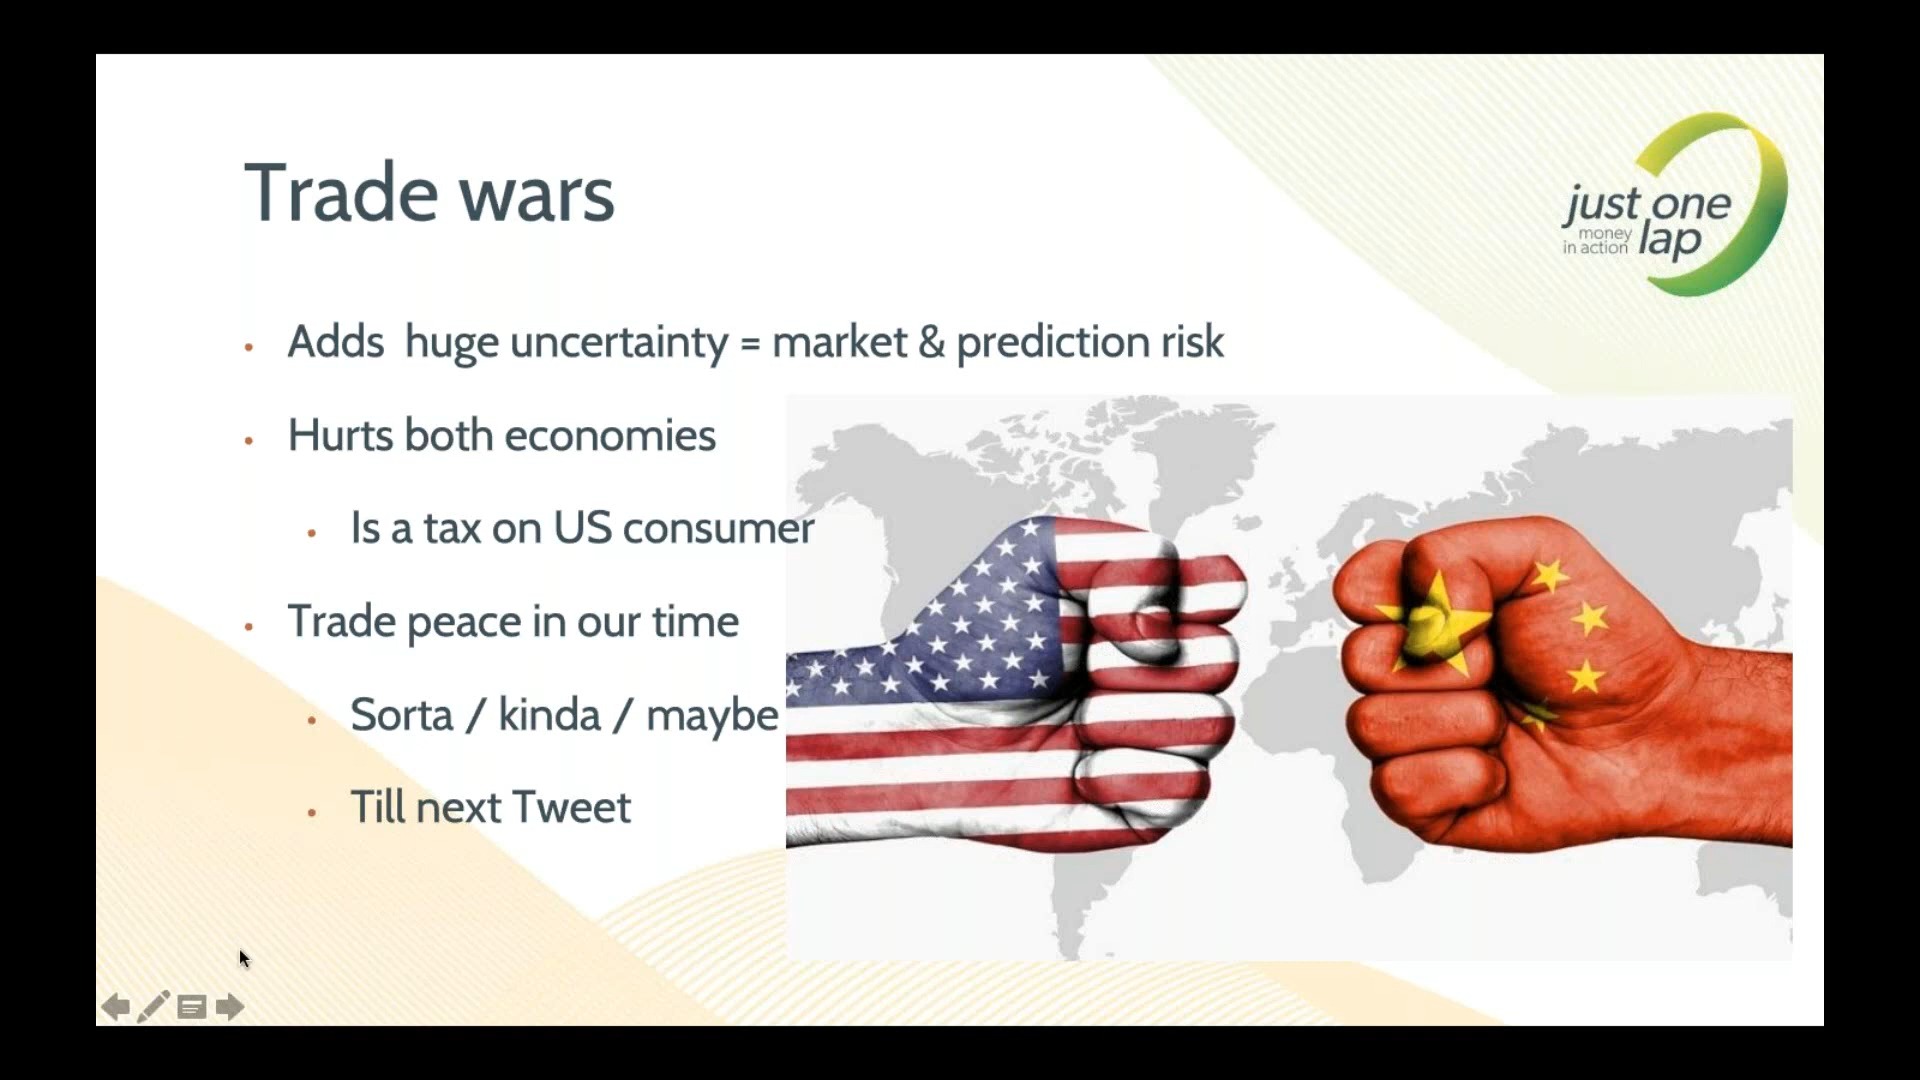 Trade wars
just one
money lap
in action
• Adds  huge uncertainty = market & prediction risk
• Hurts both economies
• Is a tax on US consumer
• Trade peace in our time
• Sorta / kinda / maybe
• Till next Tweet